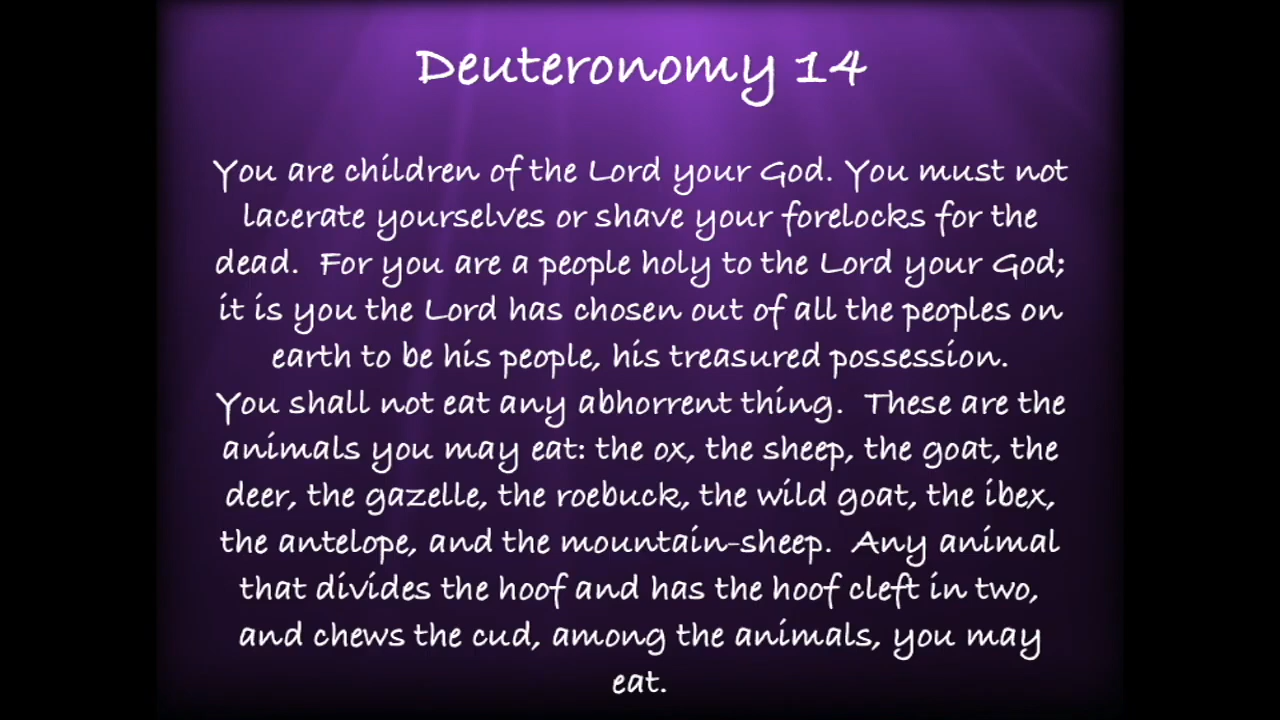 Deuteronomy 14
You are children of the Lord your God. You must not
lacerate yourselves or shave your forelocks for the
dead.  For you are a people holy to the Lord your God;
it is you the Lord has chosen out of all the peoples on
earth to be his people, his treasured possession.
You shall not eat any abhorrent thing.  These are the
animals you may eat: the ox, the sheep, the goat, the
deer, the gazelle, the roebuck, the wild goat, the ibex,
the antelope, and the mountain-sheep.  Any animal
that divides the hoof and has the hoof cleft in two,
and chews the cud, among the animals, you may
eat.